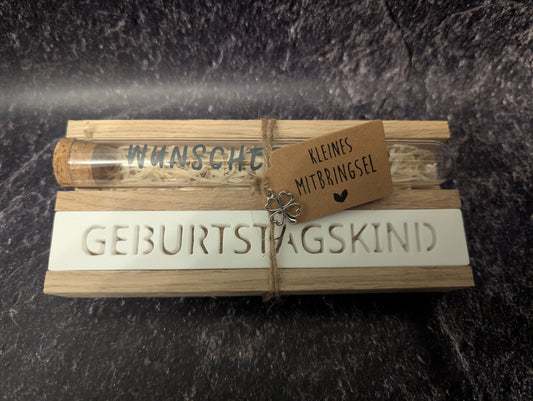 WÜNSCHE
KLEINES
MITBRINGSEL
GEBURTSTAGSKIND